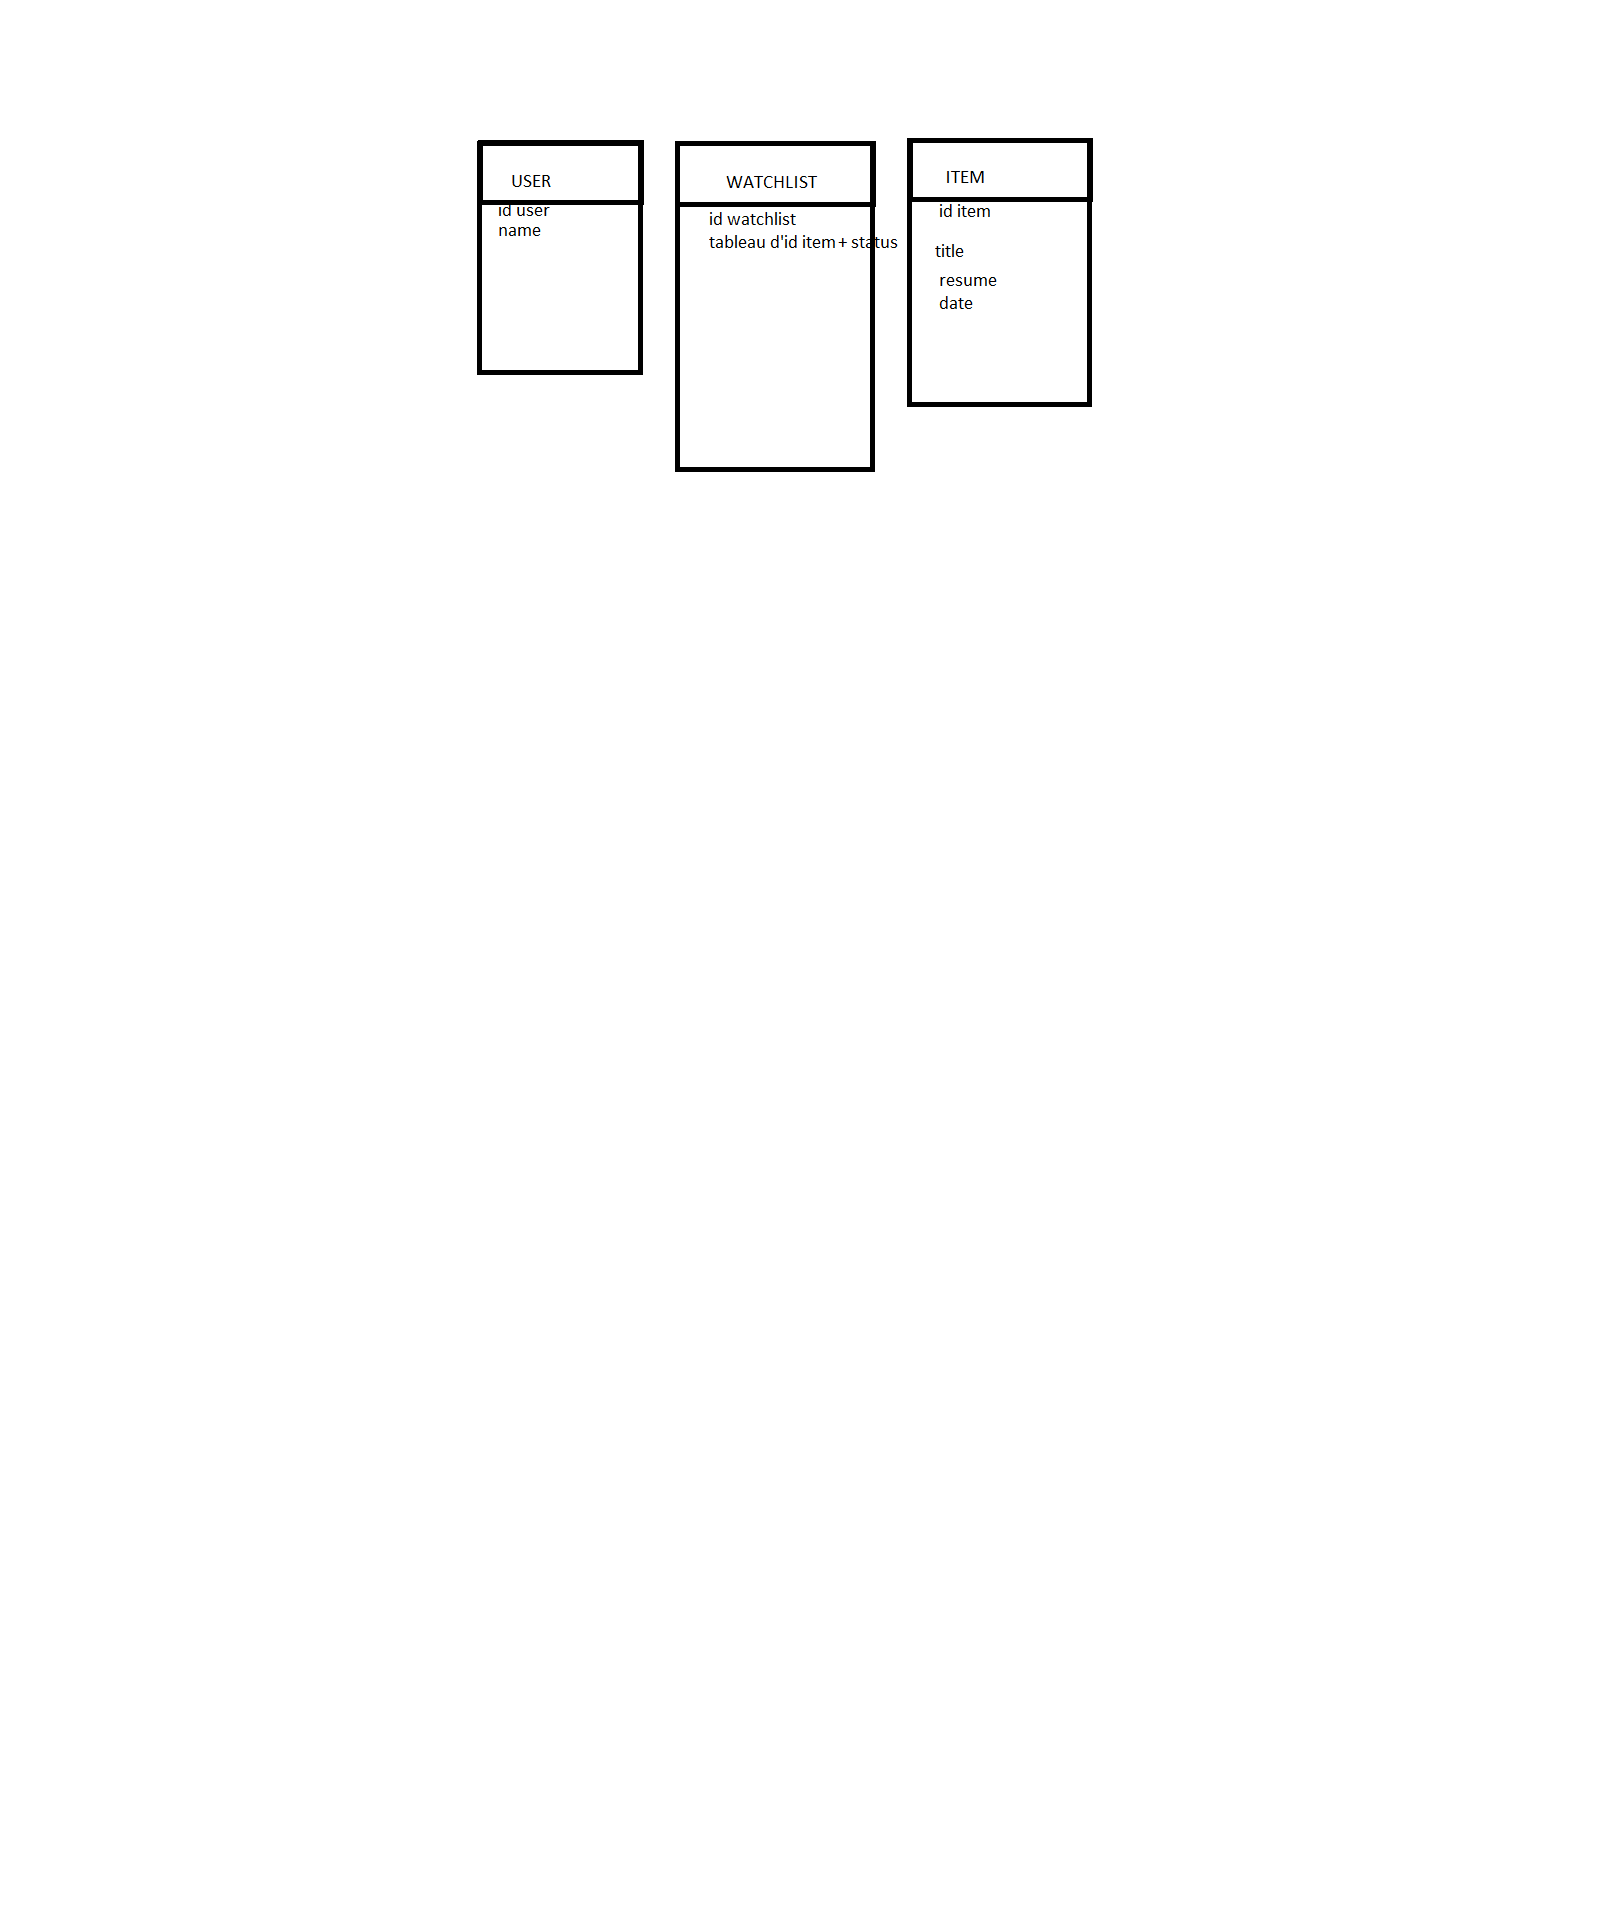 USER
id user
name
WATCHLIST
id watchlist
tableau d'id item + status
ITEM
id item
title
resume
date